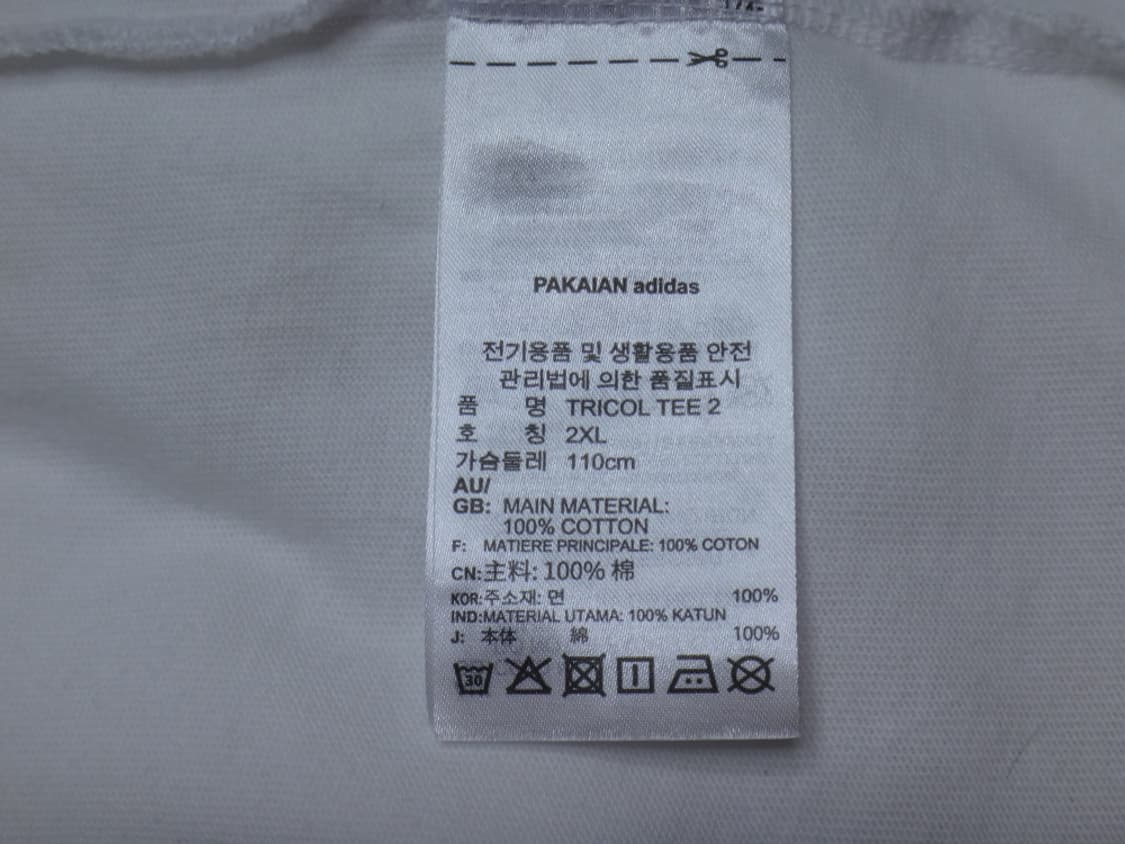 PAKAIAN adidas
전기용품 및 생활용품 안전
관리법에 의한 품질표시
품 명 TRICOL TEE 2
호 칭 2XL
가슴둘레 110cm
AU/
GB: MAIN MATERIAL:
100% COTTON
F: MATIERE PRINCIPALE: 100% COTON
CN:主料: 100% 棉
KOR:주소재: 면 100%
IND:MATERIAL UTAMA: 100% KATUN
J: 本体 綿 100%
30